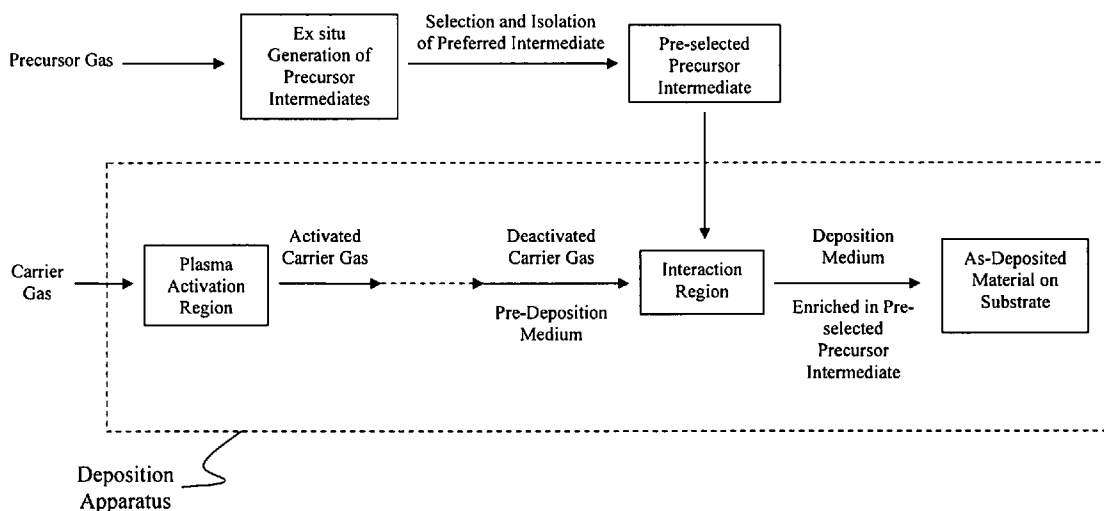 Precursor Gas
Ex situ
Generation of
Precursor
Intermediates
Selection and Isolation
of Preferred Intermediate
Pre-selected
Precursor
Intermediate
Carrier
Gas
Plasma
Activation
Region
Activated
Carrier Gas
Deactivated
Carrier Gas
Pre-Deposition
Medium
Interaction
Region
Deposition
Medium
Enriched in Pre-
selected
Precursor
Intermediate
As-Deposited
Material on
Substrate
Deposition
Apparatus